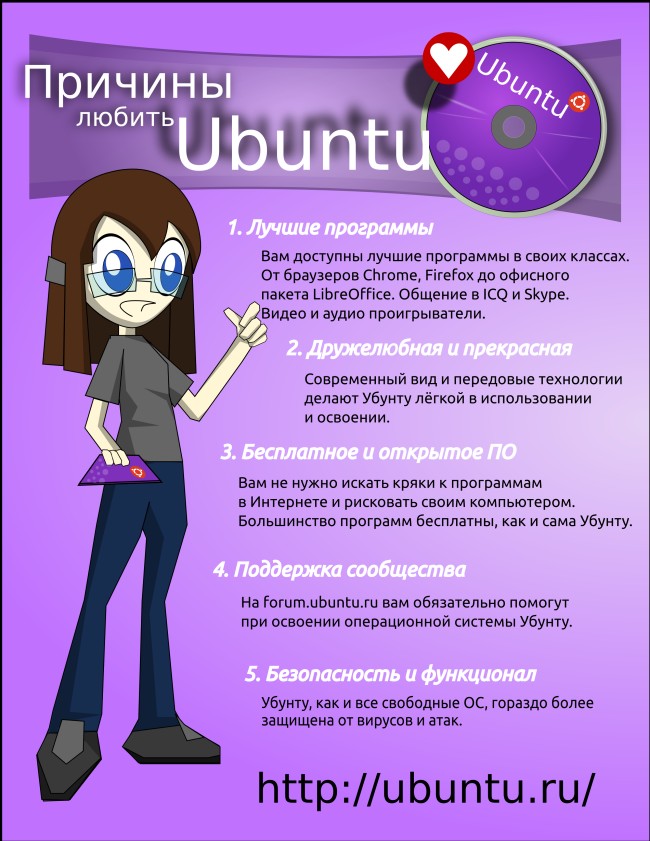 Причины
любить
Ubuntu
Ubuntu
1. Лучшие программы
Вам доступны лучшие программы в своих классах.
От браузеров Chrome, Firefox до офисного
пакета LibreOffice. Общение в ICQ и Skype.
Видео и аудио проигрыватели.
2. Дружелюбная и прекрасная
Современный вид и передовые технологии
делают Убунту лёгкой в использовании
и освоении.
3. Бесплатное и открытое ПО
Вам не нужно искать кряки к программам
в Интернете и рисковать своим компьютером.
Большинство программ бесплатны, как и сама Убунту.
4. Поддержка сообщества
На forum.ubuntu.ru вам обязательно помогут
при освоении операционной системы Убунту.
5. Безопасность и функционал
Убунту, как и все свободные ОС, гораздо более
защищена от вирусов и атак.
http://ubuntu.ru/